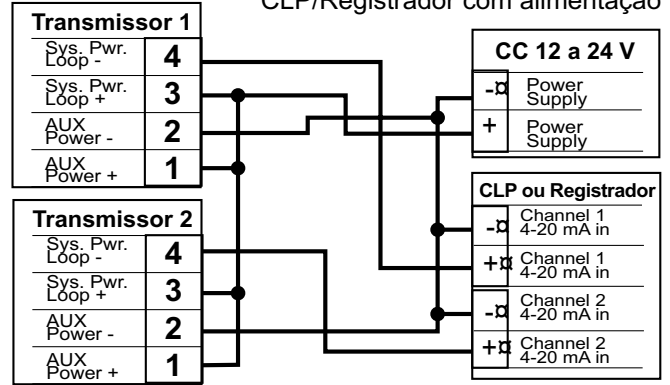 CLP/Registrador com alimentação
Transmissor 1
Sys. Pwr.
Loop -
4
Sys. Pwr.
Loop +
3
AUX
Power -
2
AUX
Power +
1
Transmissor 2
Sys. Pwr.
Loop -
4
Sys. Pwr.
Loop +
3
AUX
Power -
2
AUX
Power +
1
CC 12 a 24 V
-¤ Power
Supply
+ Power
Supply
CLP ou Registrador
-¤ Channel 1
4-20 mA in
+¤ Channel 1
4-20 mA in
-¤ Channel 2
4-20 mA in
+¤ Channel 2
4-20 mA in